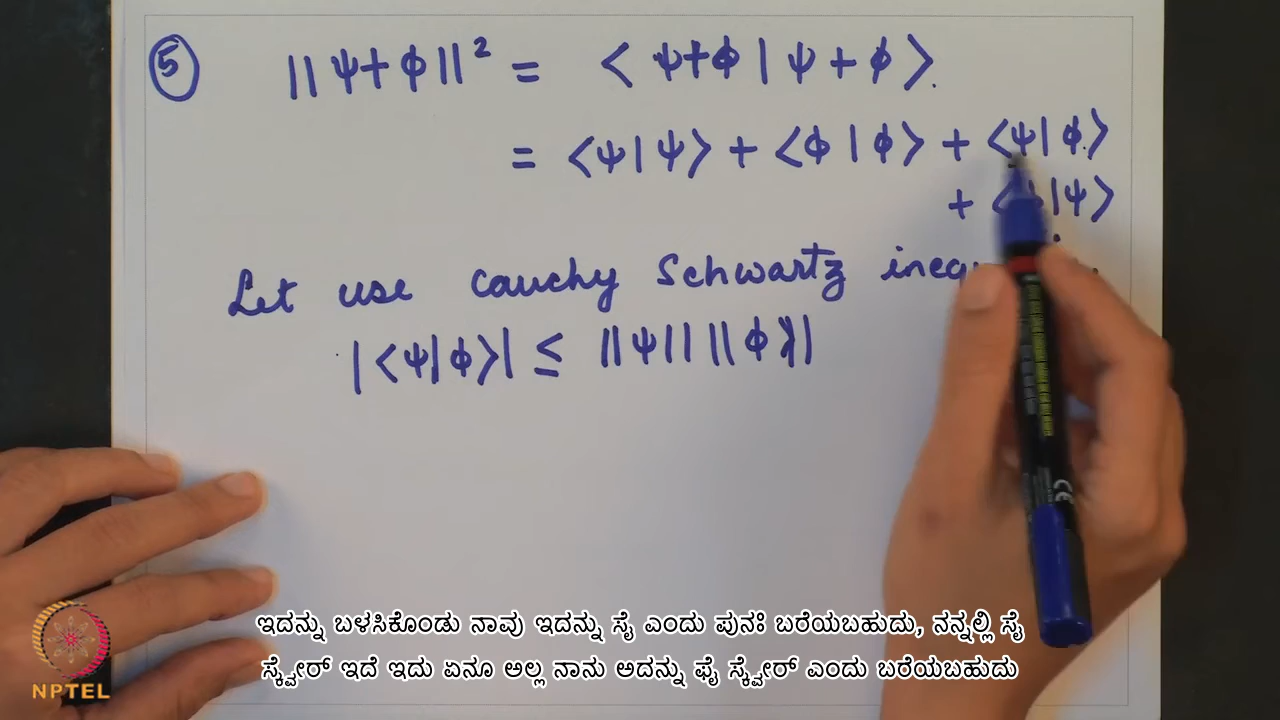 5 ||ψ+ϕ||² = ⟨ψ+ϕ|ψ+ϕ⟩.
= ⟨ψ|ψ⟩ + ⟨ϕ|ϕ⟩ + ⟨ψ|ϕ⟩
+ ⟨ |ψ⟩
Let use Cauchy Schwartz
|⟨ψ|ϕ⟩| ≤ ||ψ|| ||ϕ||
ಇದನ್ನು ಬಳಸಿಕೊಂಡು ನಾವು ಇದನ್ನು ಸೈ ಎಂದು ಪುನಃ ಬರೆಯಬಹುದು, ನನ್ನಲ್ಲಿ ಸೈ
ಸ್ಕ್ವೇರ್ ಇದೆ ಇದು ಏನೂ ಅಲ್ಲ ನಾನು ಅದನ್ನು ಫೈ ಸ್ಕ್ವೇರ್ ಎಂದು ಬರೆಯಬಹುದು
NPTEL